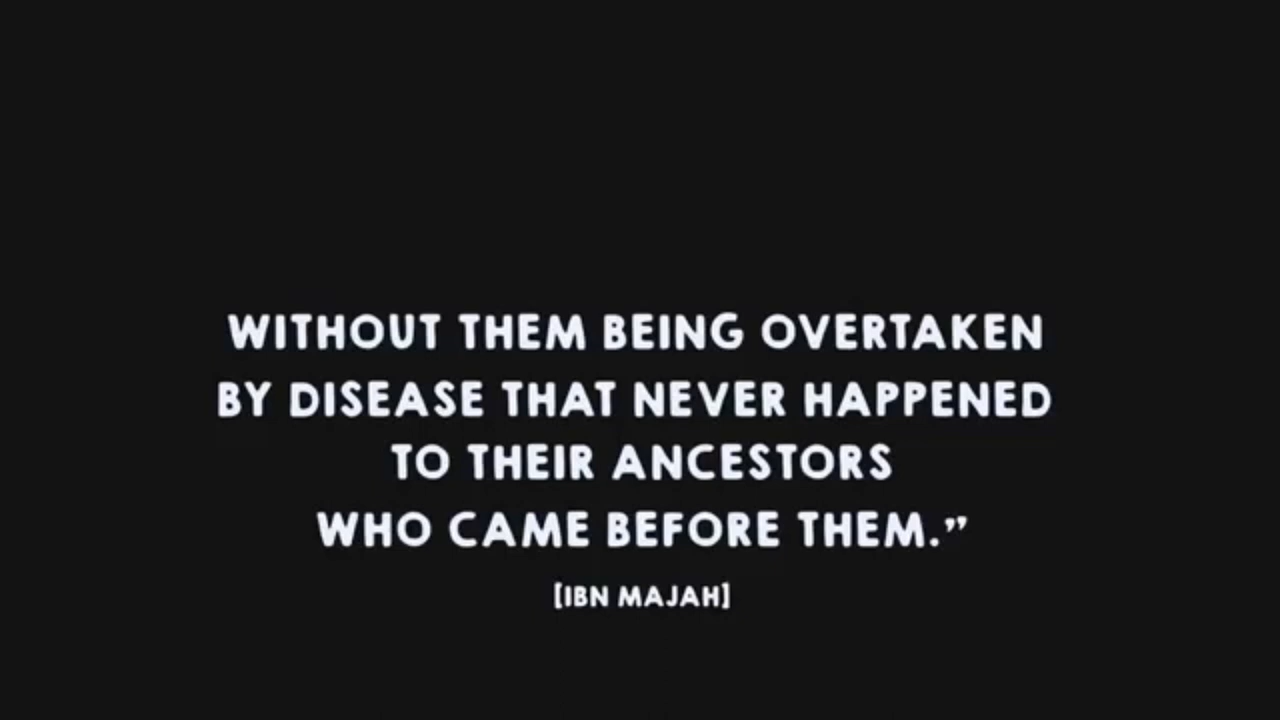 WITHOUT THEM BEING OVERTAKEN
BY DISEASE THAT NEVER HAPPENED
TO THEIR ANCESTORS
WHO CAME BEFORE THEM.”
[IBN MAJAH]